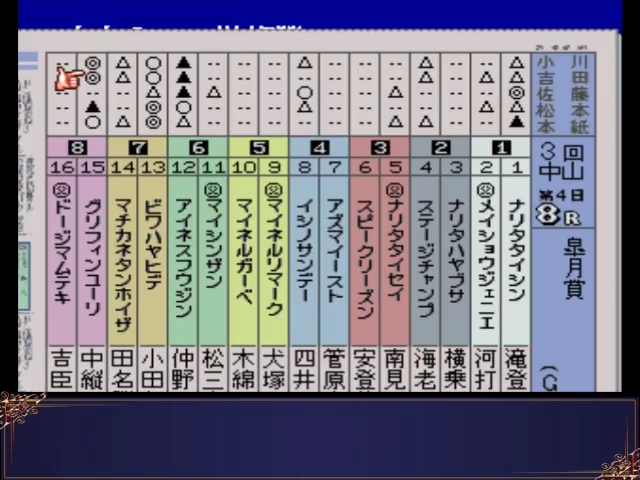 川田藤本紙
小吉佐松本
3回
中山
第4日
8R
皐月賞
(G
1 1 ナリタタイシン 滝登
2 メイショウジェニエ 河打
2 3 ナリタハヤブサ 横乗
4 ステージチャンプ 海老
3 5 ナリタタイセイ 南見
6 スピークリーズン 安登
4 7 アズマイースト 菅原
8 イシノサンデー 四井
5 9 マイネルリマーク 犬塚
10 マイネルガーベ 木綿
6 11 マイシンザン 松三
12 アイネスフウジン 仲野
7 13 ビワハヤヒデ 小田
14 マチカネタンホイザ 田名
8 15 グリフィンユーリ 中縦
16 ドージマムテキ 吉臣